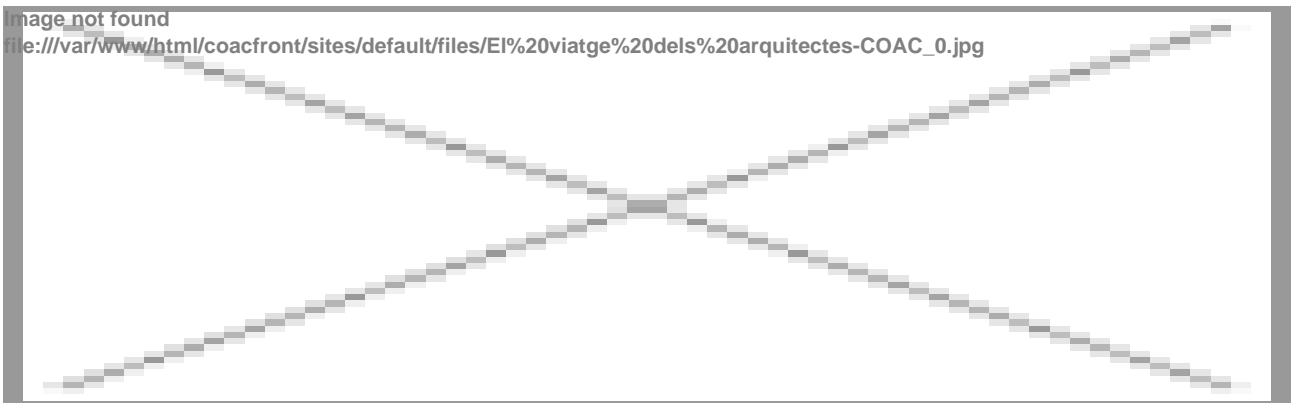 Image not found
file:///var/www/html/coacfront/sites/default/files/El%20viatge%20dels%20arquitectes-COAC_0.jpg